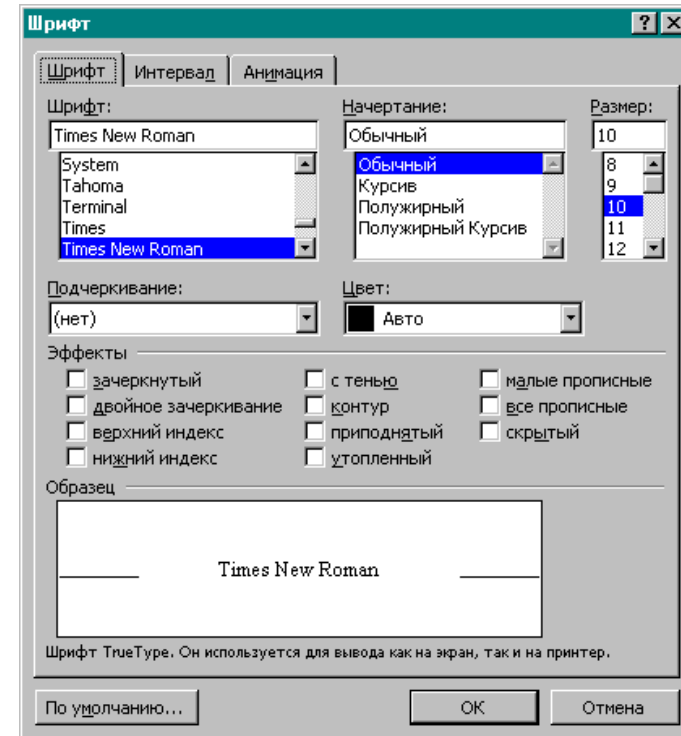 Шрифт
Шрифт Интервал Анимация
Шрифт: Начертание: Размер:
Times New Roman Обычный 10
System Обычный 8
Tahoma Курсив 9
Terminal Полужирный 10
Times Полужирный Курсив 11
Times New Roman 12
Подчеркивание: Цвет:
(нет) Авто
Эффекты
зачеркнутый с тенью малые прописные
двойное зачеркивание контур все прописные
верхний индекс приподнятый скрытый
нижний индекс утопленный
Образец
Times New Roman
Шрифт TrueType. Он используется для вывода как на экран, так и на принтер.
По умолчанию... ОК Отмена